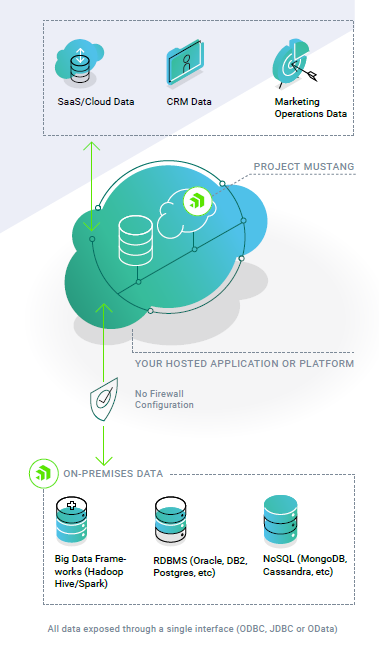 SaaS/Cloud Data
CRM Data
Marketing
Operations Data
PROJECT MUSTANG
YOUR HOSTED APPLICATION OR PLATFORM
No Firewall
Configuration
ON-PREMISES DATA
Big Data Frame-
works (Hadoop
Hive/Spark)
RDBMS (Oracle, DB2,
Postgres, etc)
NoSQL (MongoDB,
Cassandra, etc)
All data exposed through a single interface (ODBC, JDBC or OData)